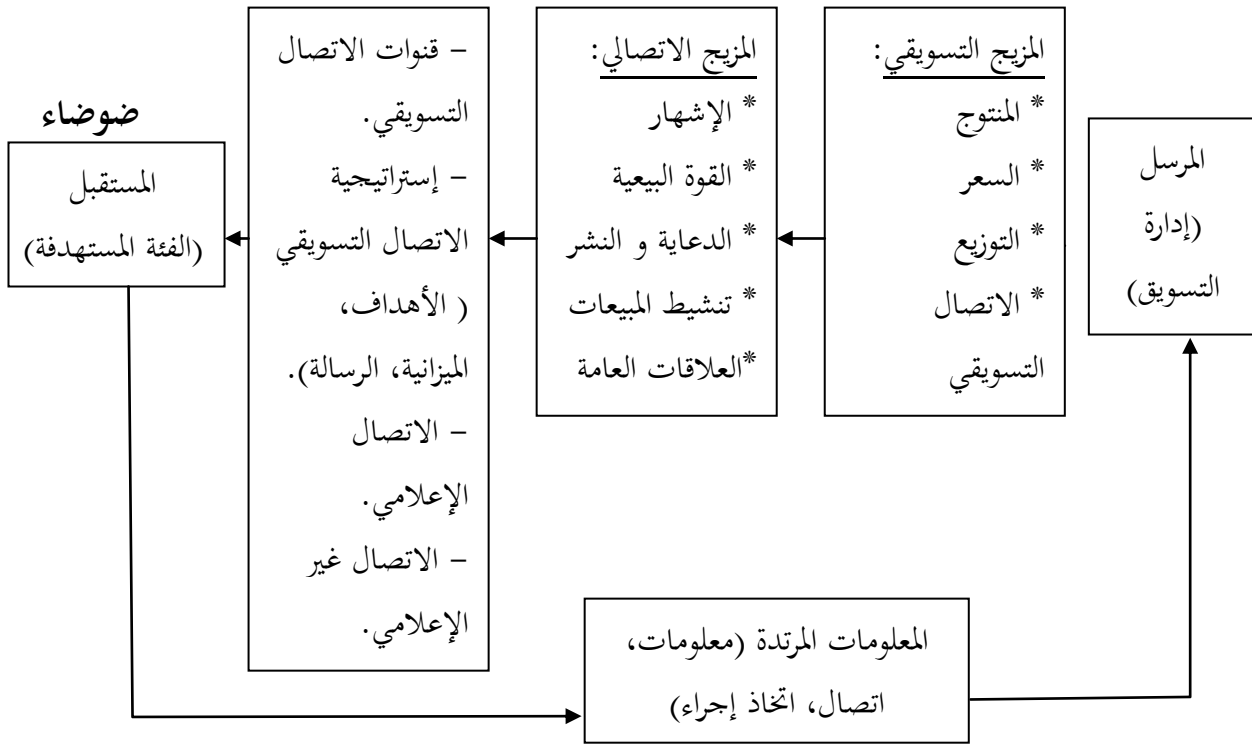 المرسل
(إدارة
التسويق)
المزيج التسويقي:
* المنتوج
* السعر
* التوزيع
* الاتصال
التسويقي
المزيج الاتصالي:
* الإشهار
* القوة البيعية
* الدعاية و النشر
* تنشيط المبيعات
*العلاقات العامة
– قنوات الاتصال
التسويقي.
– إستراتيجية
الاتصال التسويقي
( الأهداف،
الميزانية، الرسالة).
– الاتصال
الإعلامي.
– الاتصال غير
الإعلامي.
ضوضاء
المستقبل
(الفئة المستهدفة)
المعلومات المرتدة (معلومات،
اتصال، اتخاذ إجراء)